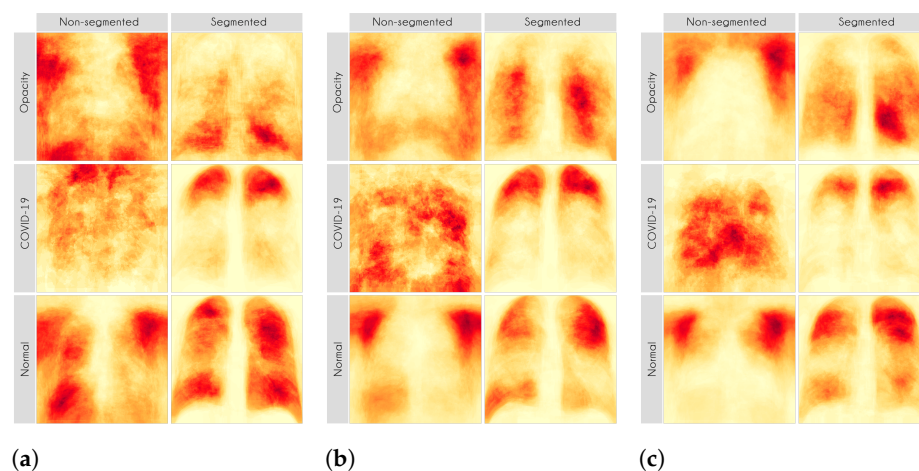 Non-segmented Segmented
Opacity
COVID-19
Normal
(a)
Non-segmented Segmented
Opacity
COVID-19
Normal
(b)
Non-segmented Segmented
Opacity
COVID-19
Normal
(c)